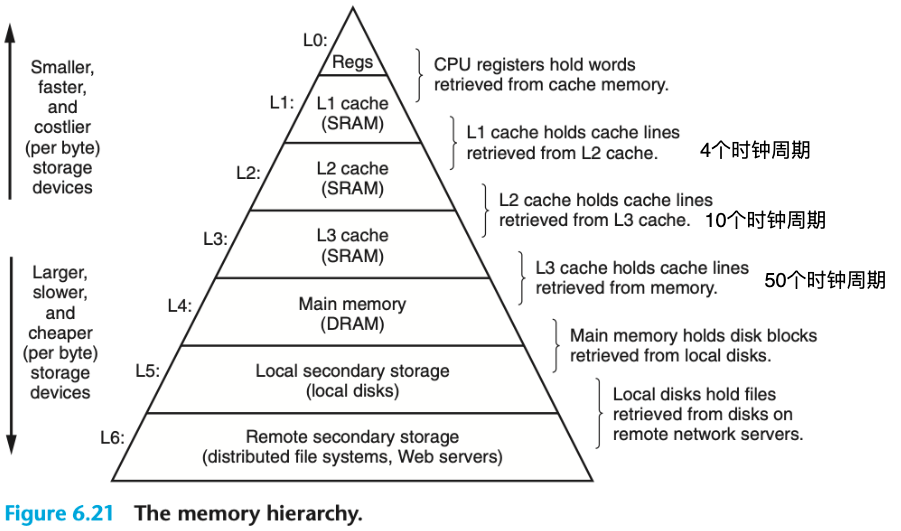 L0:
Regs
CPU registers hold words
retrieved from cache memory.
Smaller,
faster,
and
costlier
(per byte)
storage
devices
L1:
L1 cache
(SRAM)
L1 cache holds cache lines
retrieved from L2 cache.
4个时钟周期
L2:
L2 cache
(SRAM)
L2 cache holds cache lines
retrieved from L3 cache.
10个时钟周期
L3:
L3 cache
(SRAM)
L3 cache holds cache lines
retrieved from memory.
50个时钟周期
Larger,
slower,
and
cheaper
(per byte)
storage
devices
L4:
Main memory
(DRAM)
Main memory holds disk blocks
retrieved from local disks.
L5:
Local secondary storage
(local disks)
Local disks hold files
retrieved from disks on
remote network servers.
L6:
Remote secondary storage
(distributed file systems, Web servers)
Figure 6.21 The memory hierarchy.